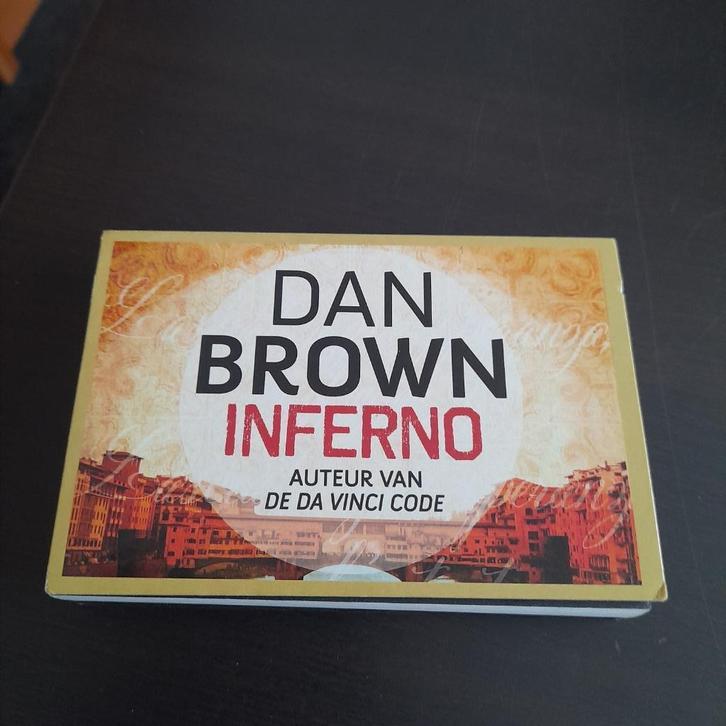 DAN
BROWN
INFERNO
AUTEUR VAN
DE DA VINCI CODE